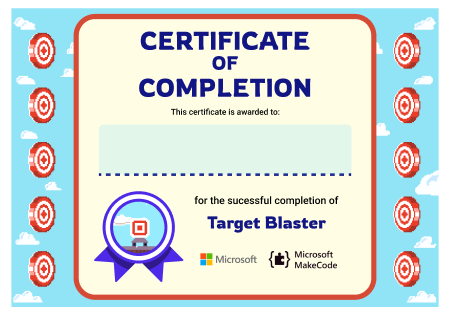 CERTIFICATE
OF
COMPLETION
This certificate is awarded to:
for the sucessful completion of
Target Blaster
Microsoft
Microsoft
MakeCode